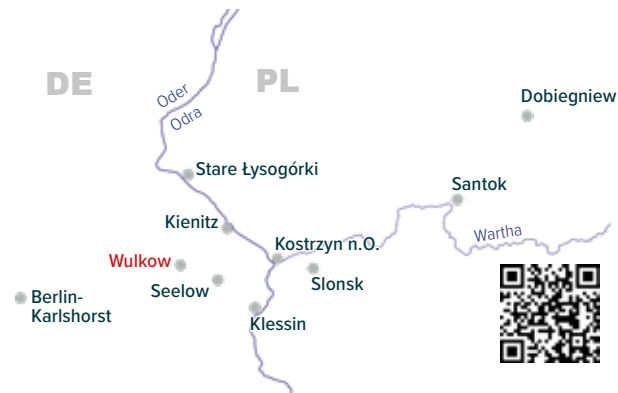 DE
PL
Oder
Odra
Dobiegniew
Stare Łysogórki
Santok
Kienitz
Wartha
Kostrzyn n.O.
Wulkow
Slonsk
Seelow
Berlin-
Karlshorst
Klessin